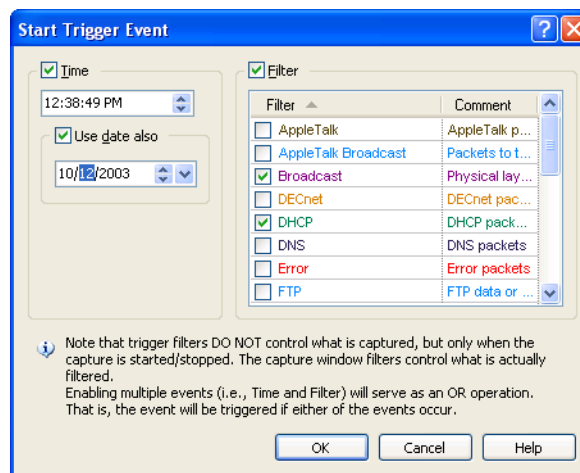 Start Trigger Event
Time
12:38:49 PM
Use date also
10/12/2003
Filter
Filter Comment
AppleTalk AppleTalk p...
AppleTalk Broadcast Packets to t...
Broadcast Physical lay...
DECnet DECnet pac...
DHCP DHCP pack...
DNS DNS packets
Error Error packets
FTP FTP data or ...
Note that trigger filters DO NOT control what is captured, but only when the
capture is started/stopped. The capture window filters control what is actually
filtered.
Enabling multiple events (i.e., Time and Filter) will serve as an OR operation.
That is, the event will be triggered if either of the events occur.
OK Cancel Help